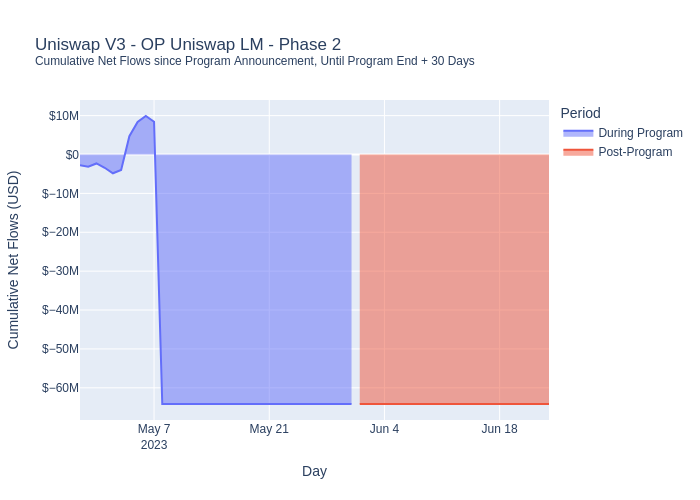 Uniswap V3 - OP Uniswap LM - Phase 2
Cumulative Net Flows since Program Announcement, Until Program End + 30 Days
Period
During Program
Post-Program
$10M
$0
$−10M
$−20M
$−30M
$−40M
$−50M
$−60M
Cumulative Net Flows (USD)
May 7
2023
May 21
Jun 4
Jun 18
Day